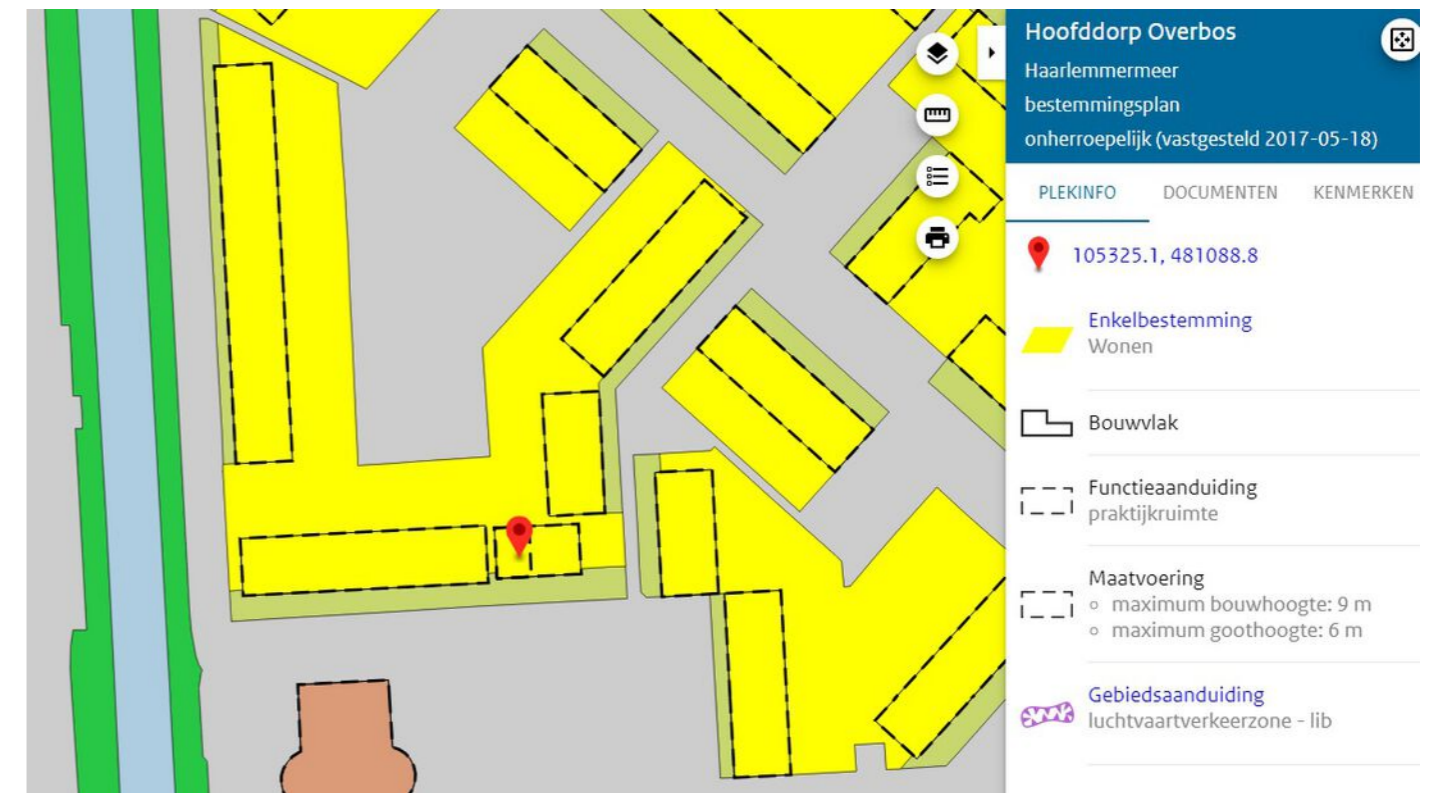 Hoofddorp Overbos
Haarlemmermeer
bestemmingsplan
onherroepelijk (vastgesteld 2017-05-18)
PLEKINFO DOCUMENTEN KENMERKEN
105325.1, 481088.8
Enkelbestemming
Wonen
Bouwvlak
Functieaanduiding
praktijkruimte
Maatvoering
maximum bouwhoogte: 9 m
maximum goothoogte: 6 m
Gebiedsaanduiding
luchtvaartverkeerzone - lib